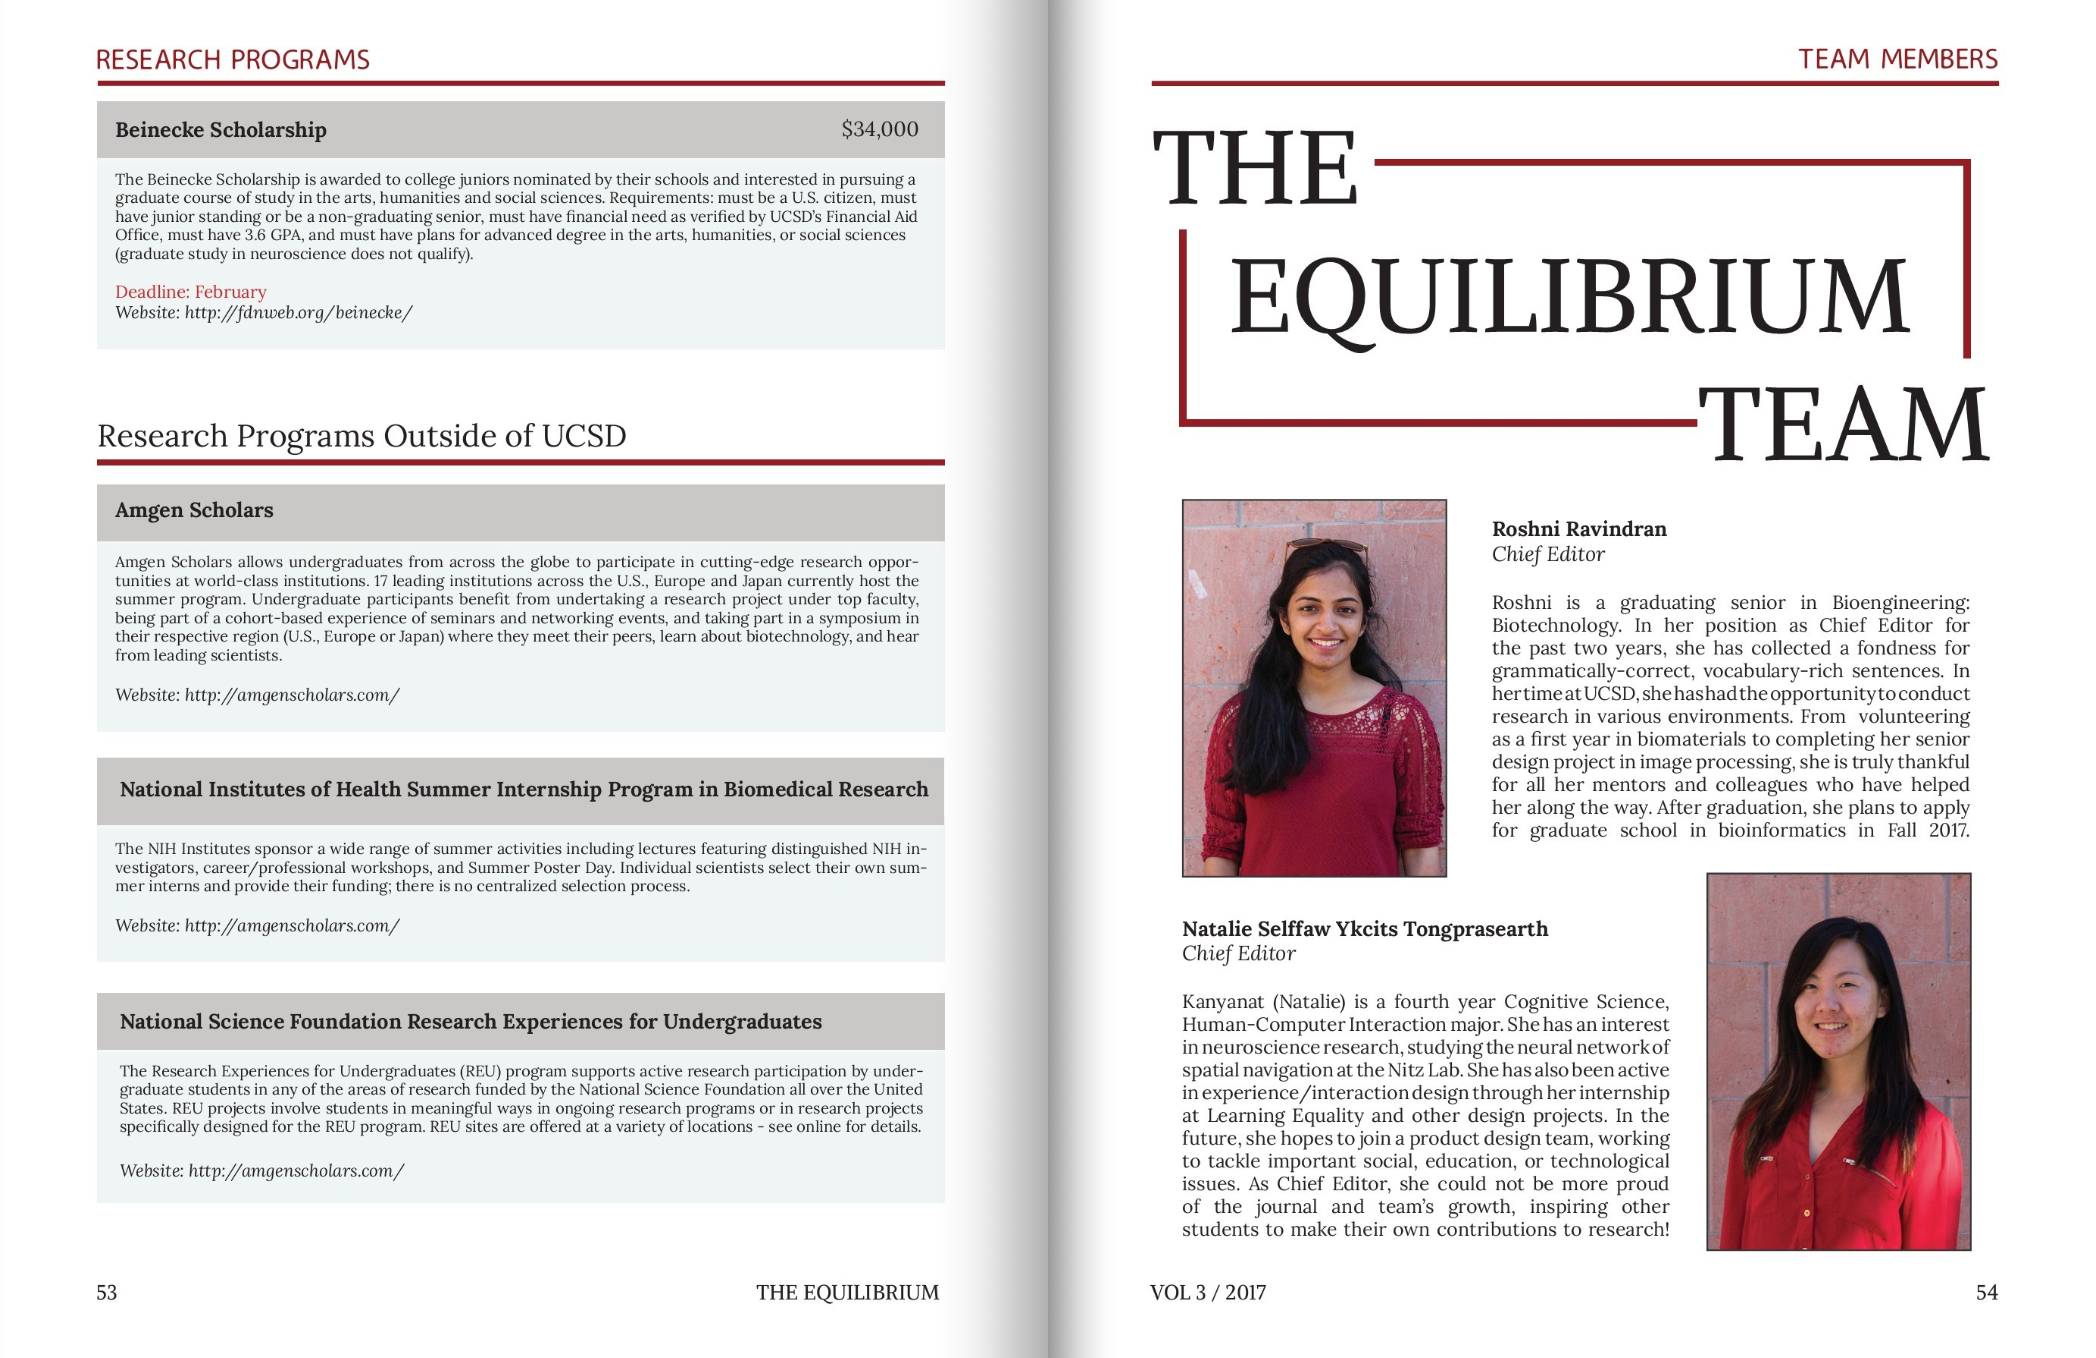 RESEARCH PROGRAMS
Beinecke Scholarship $34,000
The Beinecke Scholarship is awarded to college juniors nominated by their schools and interested in pursuing a
graduate course of study in the arts, humanities and social sciences. Requirements: must be a U.S. citizen, must
have junior standing or be a non-graduating senior, must have financial need as verified by UCSD's Financial Aid
Office, must have 3.6 GPA, and must have plans for advanced degree in the arts, humanities, or social sciences
(graduate study in neuroscience does not qualify).
Deadline: February
Website: http://fdnweb.org/beinecke/
Research Programs Outside of UCSD
Amgen Scholars
Amgen Scholars allows undergraduates from across the globe to participate in cutting-edge research oppor-
tunities at world-class institutions. 17 leading institutions across the U.S., Europe and Japan currently host the
summer program. Undergraduate participants benefit from undertaking a research project under top faculty,
being part of a cohort-based experience of seminars and networking events, and taking part in a symposium in
their respective region (U.S., Europe or Japan) where they meet their peers, learn about biotechnology, and hear
from leading scientists.
Website: http://amgenscholars.com/
National Institutes of Health Summer Internship Program in Biomedical Research
The NIH Institutes sponsor a wide range of summer activities including lectures featuring distinguished NIH in-
vestigators, career/professional workshops, and Summer Poster Day. Individual scientists select their own sum-
mer interns and provide their funding; there is no centralized selection process.
Website: http://amgenscholars.com/
National Science Foundation Research Experiences for Undergraduates
The Research Experiences for Undergraduates (REU) program supports active research participation by under-
graduate students in any of the areas of research funded by the National Science Foundation all over the United
States. REU projects involve students in meaningful ways in ongoing research programs or in research projects
specifically designed for the REU program. REU sites are offered at a variety of locations - see online for details.
Website: http://amgenscholars.com/
53
THE EQUILIBRIUM
TEAM MEMBERS
THE
EQUILIBRIUM
TEAM
Roshni Ravindran
Chief Editor
Roshni is a graduating senior in Bioengineering:
Biotechnology. In her position as Chief Editor for
the past two years, she has collected a fondness for
grammatically-correct, vocabulary-rich sentences. In
her time at UCSD, she has had the opportunity to conduct
research in various environments. From volunteering
as a first year in biomaterials to completing her senior
design project in image processing, she is truly thankful
for all her mentors and colleagues who have helped
her along the way. After graduation, she plans to apply
for graduate school in bioinformatics in Fall 2017.
Natalie Selffaw Ykcits Tongprasearth
Chief Editor
Kanyanat (Natalie) is a fourth year Cognitive Science,
Human-Computer Interaction major. She has an interest
in neuroscience research, studying the neural network of
spatial navigation at the Nitz Lab. She has also been active
in experience/interaction design through her internship
at Learning Equality and other design projects. In the
future, she hopes to join a product design team, working
to tackle important social, education, or technological
issues. As Chief Editor, she could not be more proud
of the journal and team's growth, inspiring other
students to make their own contributions to research!
VOL 3 / 2017
54